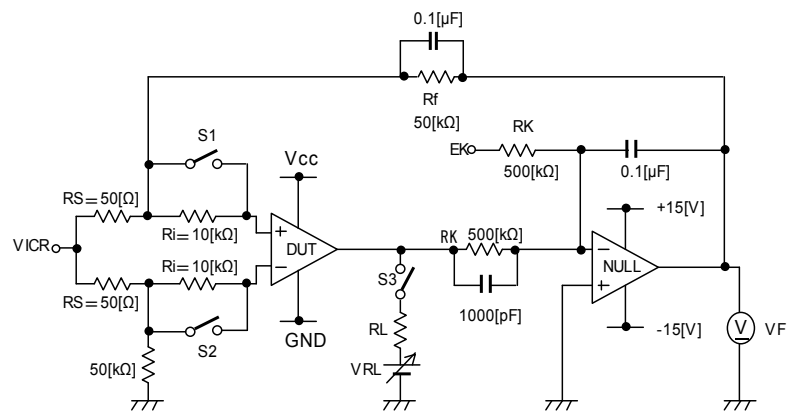 0.1[µF]
Rf
50[kΩ]
S1
Vcc
EK
RK
500[kΩ]
0.1[µF]
RS=50[Ω]
Ri=10[kΩ]
+15[V]
VICR
+
DUT
−
RK
500[kΩ]
−
NULL
+
Ri=10[kΩ]
RS=50[Ω]
S3
1000[pF]
S2
GND
RL
-15[V]
V
VF
50[kΩ]
VRL